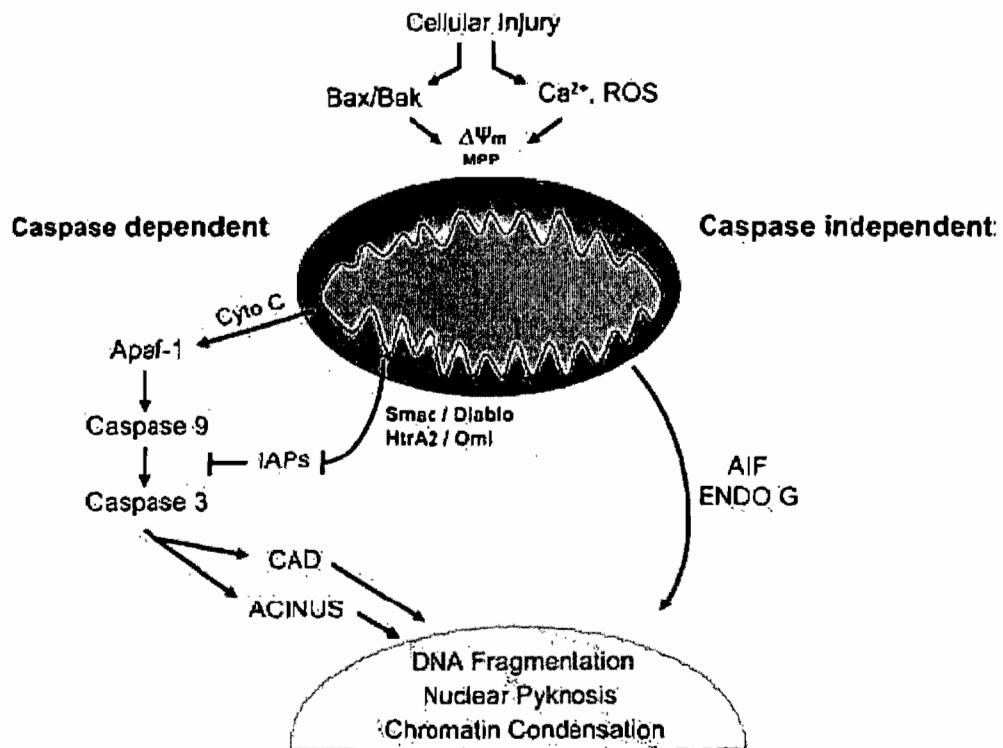 Cellular Injury
Bax/Bak
Ca²⁺, ROS
ΔΨm
MPP
Caspase dependent
Caspase independent
Cyto C
Apaf-1
Caspase 9
Smac / Diablo
HtrA2 / Omi
IAPs
Caspase 3
AIF
ENDO G
CAD
ACINUS
DNA Fragmentation
Nuclear Pyknosis
Chromatin Condensation